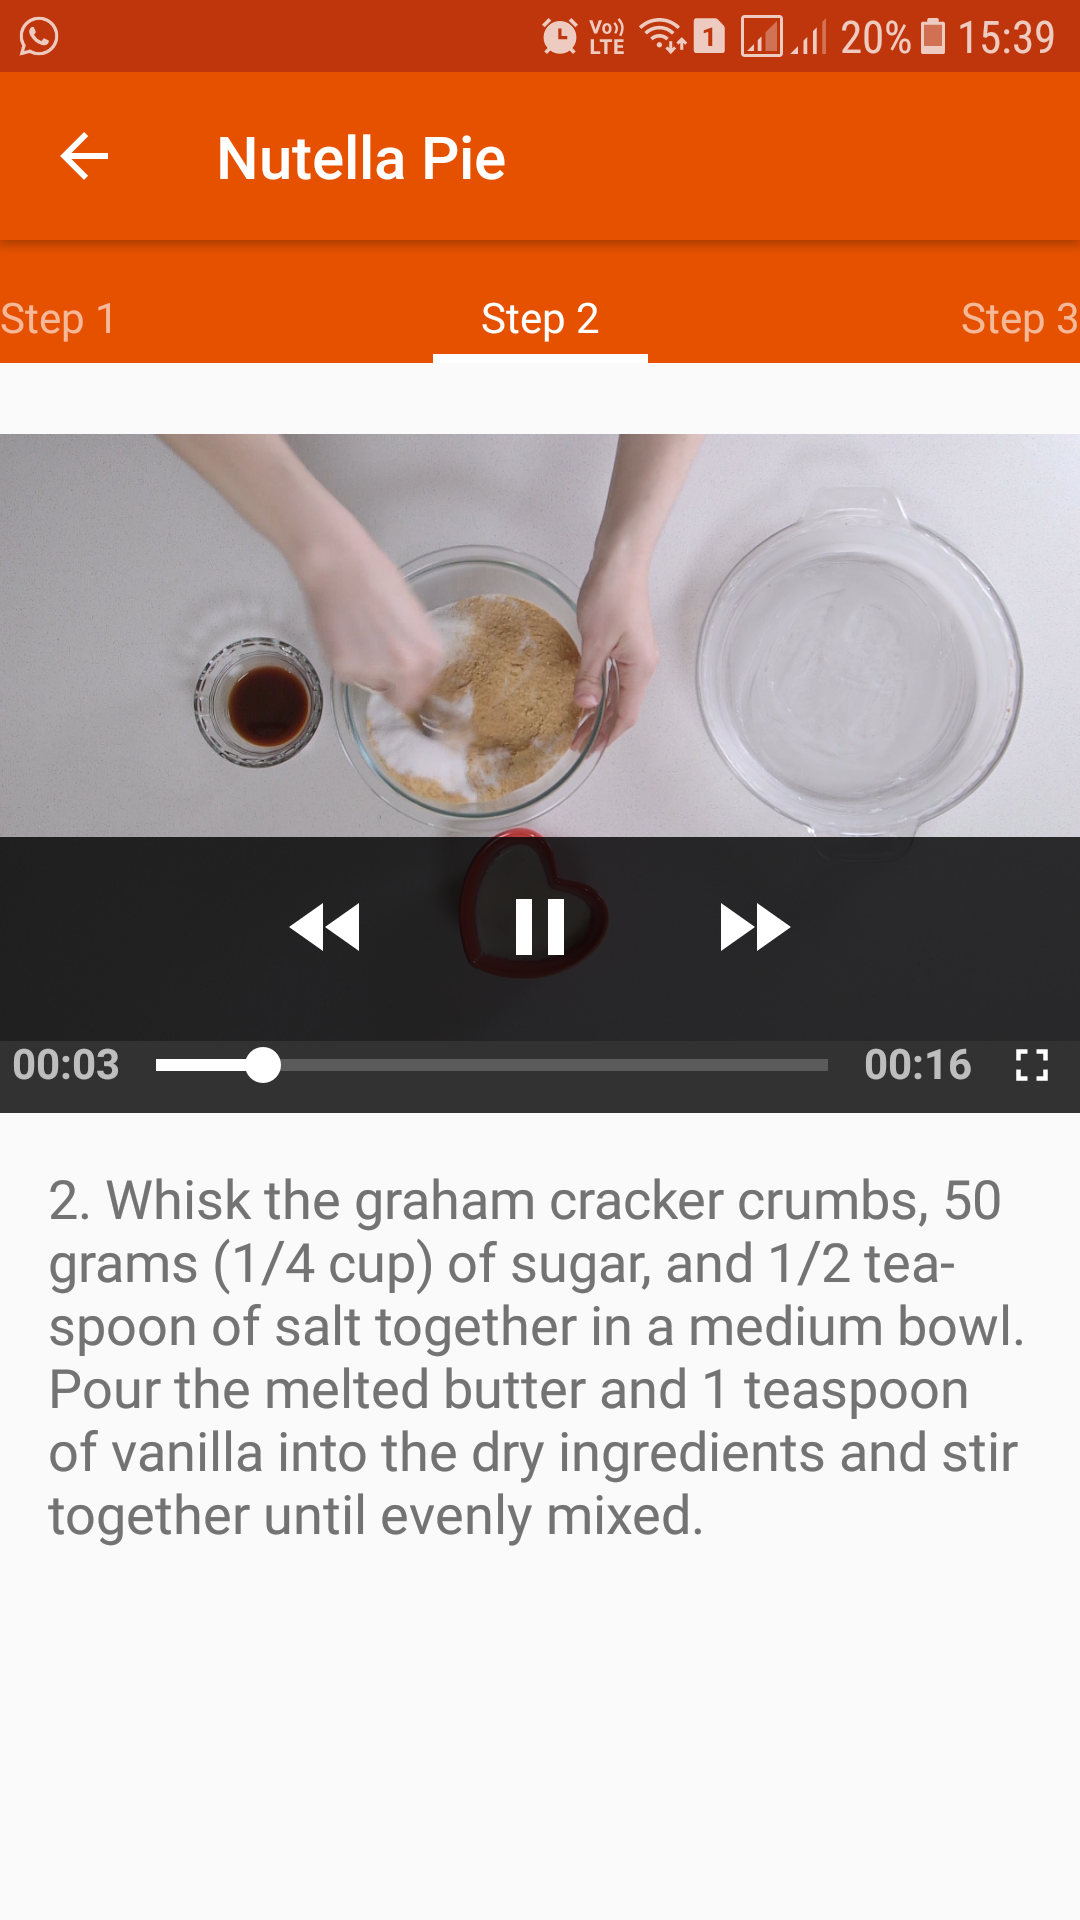 Vo)) LTE 1 20% 15:39
Nutella Pie
Step 1 Step 2 Step 3
00:03 00:16
2. Whisk the graham cracker crumbs, 50
grams (1/4 cup) of sugar, and 1/2 tea-
spoon of salt together in a medium bowl.
Pour the melted butter and 1 teaspoon
of vanilla into the dry ingredients and stir
together until evenly mixed.